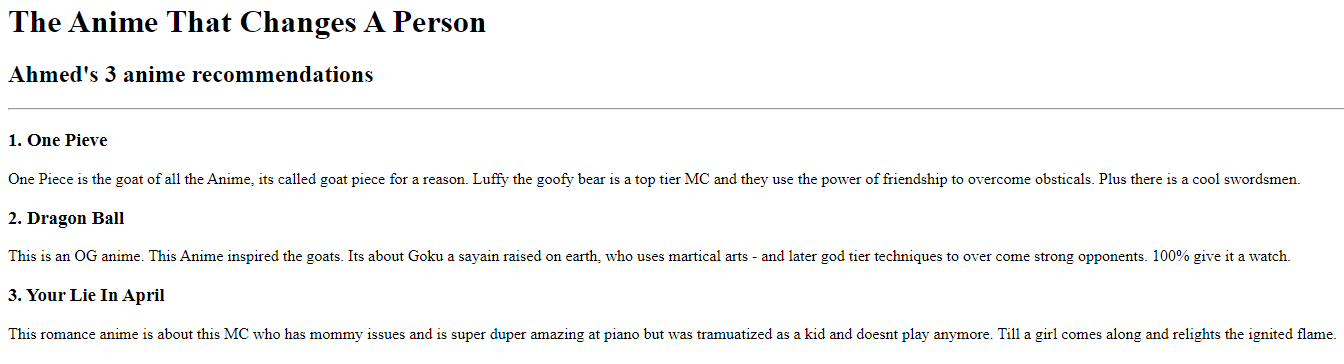 The Anime That Changes A Person
Ahmed's 3 anime recommendations
1. One Pieve
One Piece is the goat of all the Anime, its called goat piece for a reason. Luffy the goofy bear is a top tier MC and they use the power of friendship to overcome obsticals. Plus there is a cool swordsmen.
2. Dragon Ball
This is an OG anime. This Anime inspired the goats. Its about Goku a sayain raised on earth, who uses martical arts - and later god tier techniques to over come strong opponents. 100% give it a watch.
3. Your Lie In April
This romance anime is about this MC who has mommy issues and is super duper amazing at piano but was tramuatized as a kid and doesnt play anymore. Till a girl comes along and relights the ignited flame.